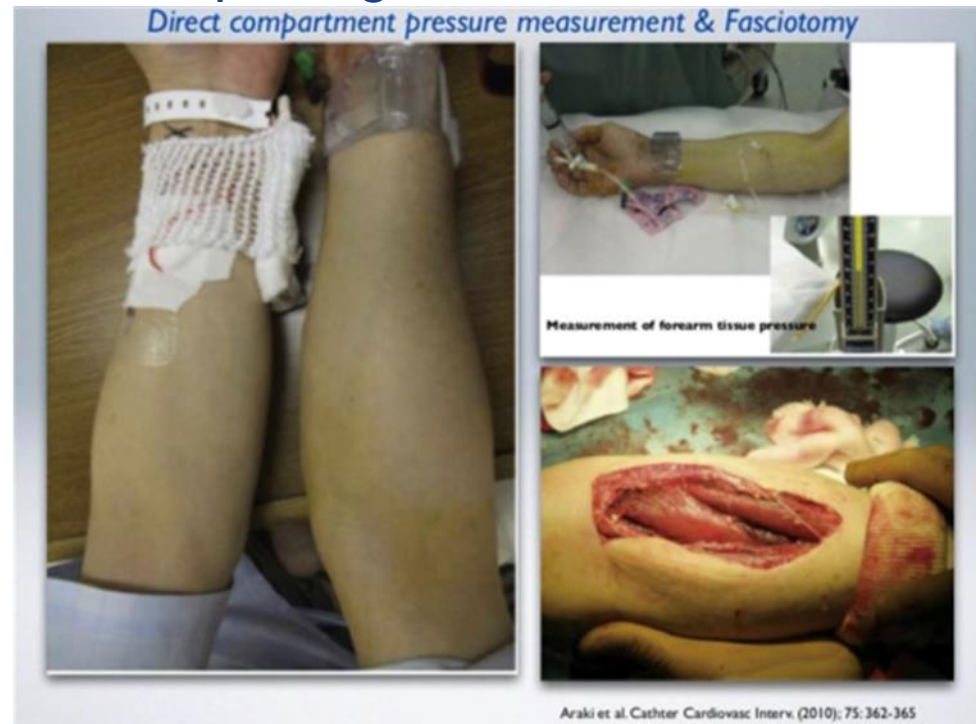 Direct compartment pressure measurement & Fasciotomy
Measurement of forearm tissue pressure
Araki et al. Cathter Cardiovasc Interv. (2010); 75: 362-365